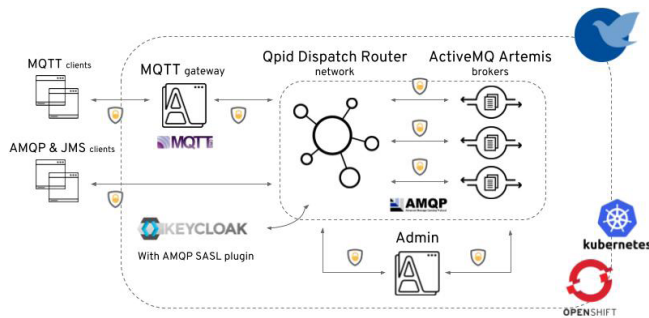 Qpid Dispatch Router
network
ActiveMQ Artemis
brokers
MQTT clients
MQTT gateway
MQTT
AMQP & JMS clients
AMQP
KEYCLOAK
With AMQP SASL plugin
Admin
kubernetes
OPENSHIFT